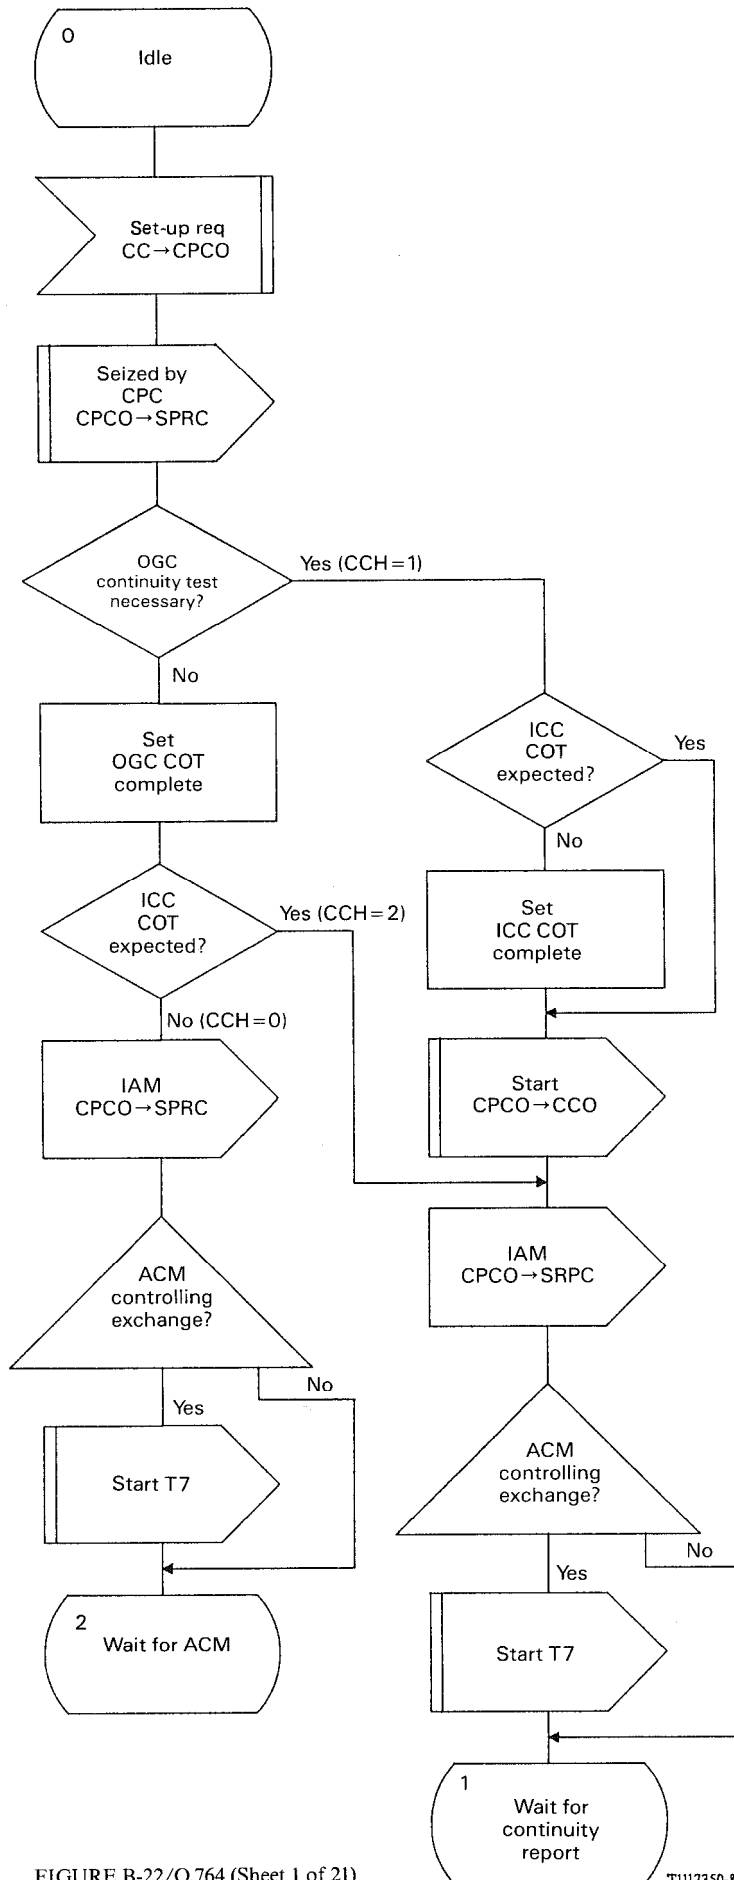 0
Idle
Set-up req
CC→CPCO
Seized by
CPC
CPCO→SPRC
OGC
continuity test
necessary?
Yes (CCH=1)
No
Set
OGC COT
complete
ICC
COT
expected?
Yes
No
ICC
COT
expected?
Yes (CCH=2)
Set
ICC COT
complete
No (CCH=0)
IAM
CPCO→SPRC
Start
CPCO→CCO
ACM
controlling
exchange?
IAM
CPCO→SRPC
No
Yes
Start T7
ACM
controlling
exchange?
No
Yes
2
Wait for ACM
Start T7
1
Wait for
continuity
report
FIGURE B-22/Q.764 (Sheet 1 of 21)